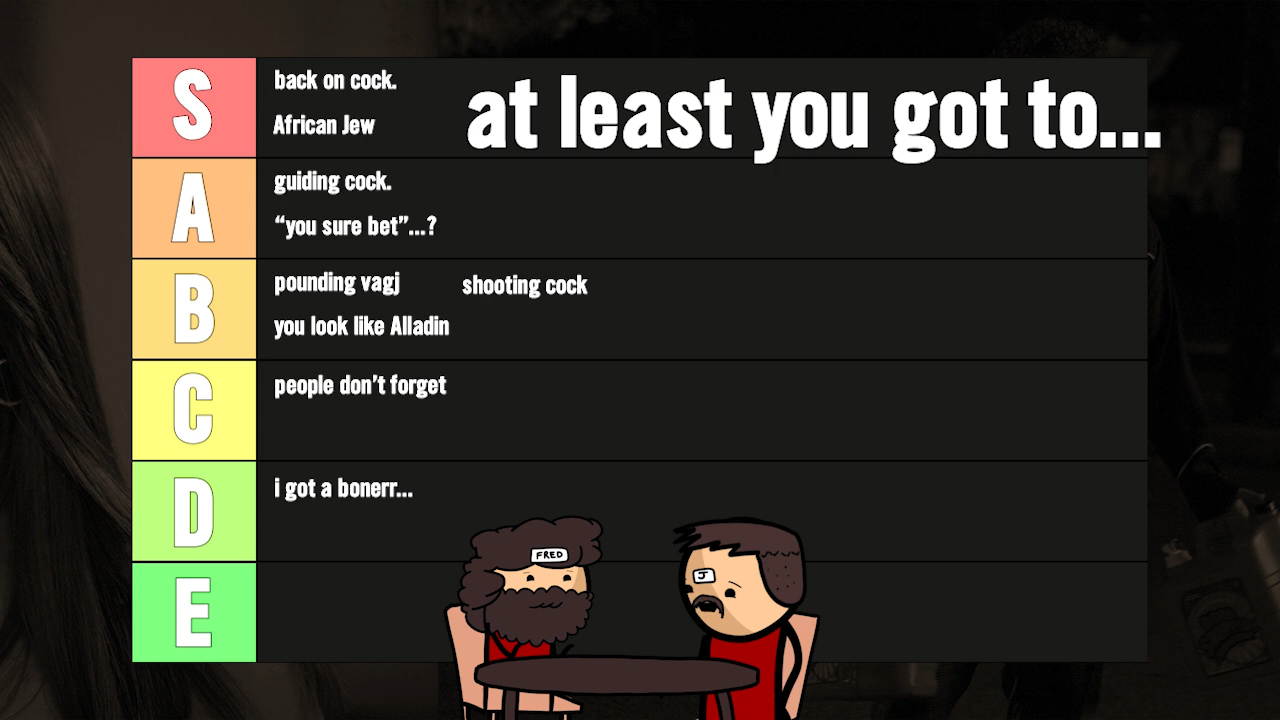 S
back on cock.
African Jew
at least you got to...
A
guiding cock.
“you sure bet”...?
B
pounding vagj
shooting cock
you look like Alladin
C
people don’t forget
D
i got a bonerr...
E
FRED
J